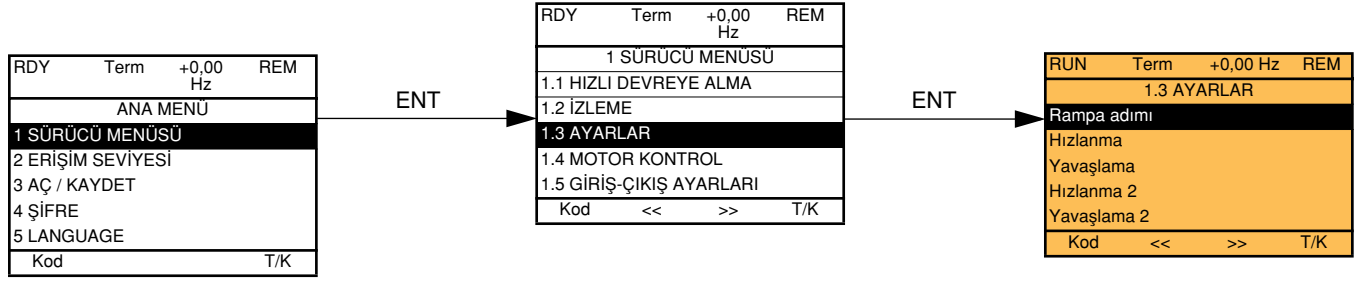 RDY Term +0,00 Hz REM
ANA MENÜ
1 SÜRÜCÜ MENÜSÜ
2 ERİŞİM SEVİYESİ
3 AÇ / KAYDET
4 ŞİFRE
5 LANGUAGE
Kod T/K
ENT
RDY Term +0,00 Hz REM
1 SÜRÜCÜ MENÜSÜ
1.1 HIZLI DEVREYE ALMA
1.2 İZLEME
1.3 AYARLAR
1.4 MOTOR KONTROL
1.5 GİRİŞ-ÇIKIŞ AYARLARI
Kod << >> T/K
ENT
RUN Term +0,00 Hz REM
1.3 AYARLAR
Rampa adımı
Hızlanma
Yavaşlama
Hızlanma 2
Yavaşlama 2
Kod << >> T/K